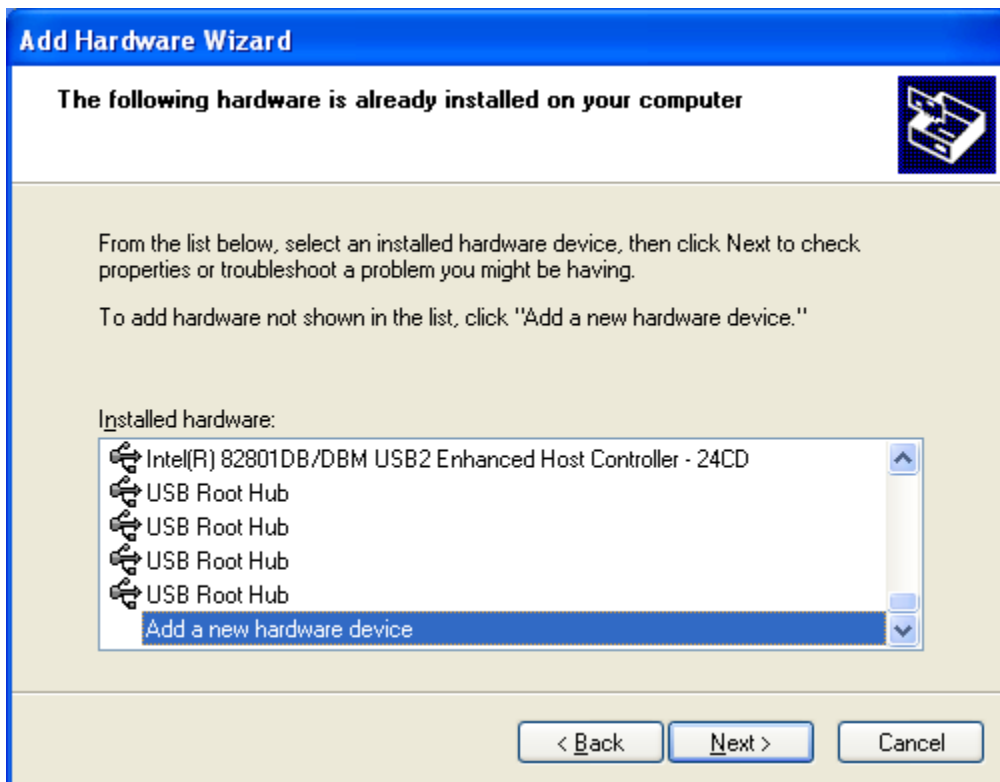 Add Hardware Wizard
The following hardware is already installed on your computer
From the list below, select an installed hardware device, then click Next to check
properties or troubleshoot a problem you might be having.
To add hardware not shown in the list, click "Add a new hardware device."
Installed hardware:
Intel(R) 82801DB/DBM USB2 Enhanced Host Controller - 24CD
USB Root Hub
USB Root Hub
USB Root Hub
USB Root Hub
Add a new hardware device
< Back Next > Cancel